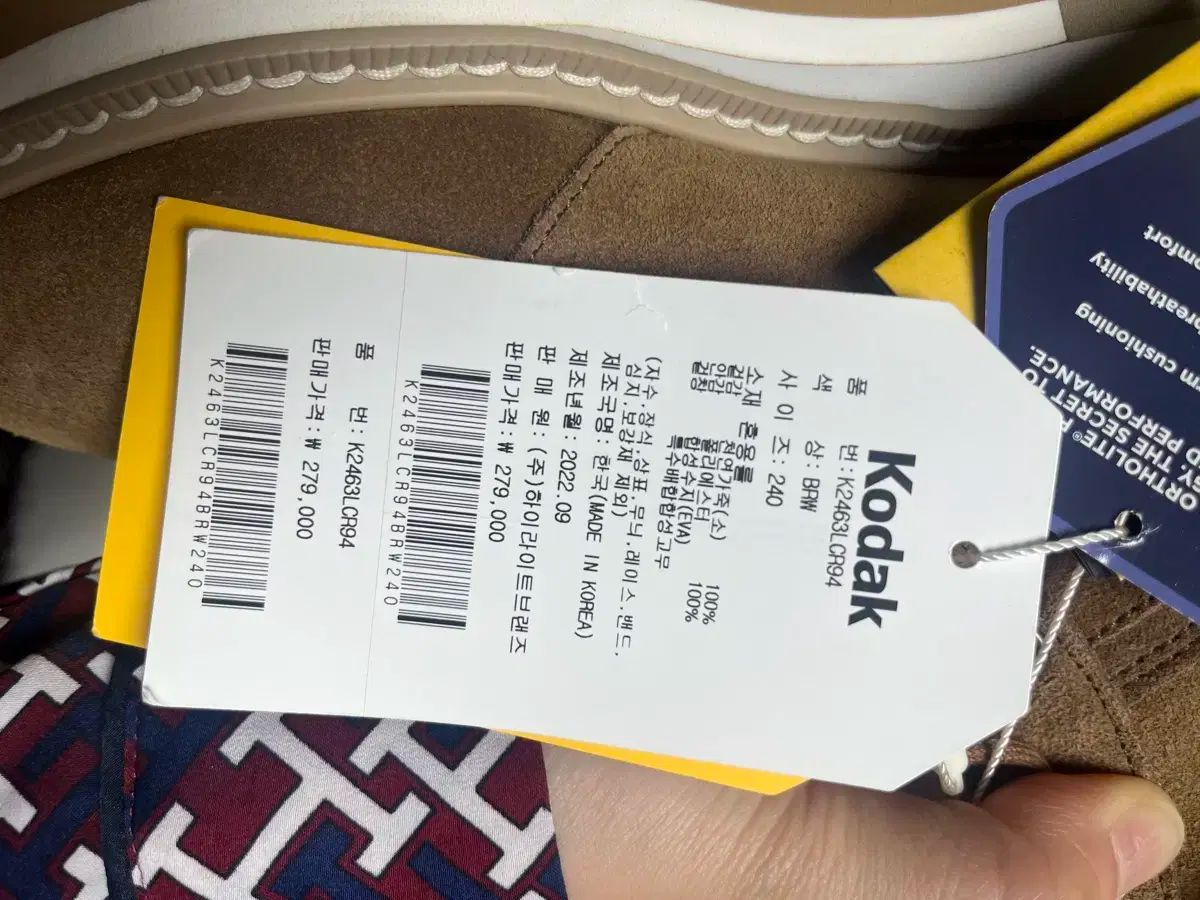 Kodak
품 번: K2463LCR94
색 상: BRW
사 이 즈: 240
소재 혼용률
겉감 천연가죽(소) 100%
안감 폴리에스터 100%
겉창 합성수지(EVA)
특수배합합성고무
(자수.장식.상표.무늬.레이스.밴드.
심지.보강재 제외)
제조국명: 한국(MADE IN KOREA)
제조년월: 2022.09
판 매 원: (주)하이라이트브랜즈
판매가격: ₩ 279,000
K2463LCR94BRW240
품 번: K2463LCR94
판매가격: ₩ 279,000
K2463LCR94BRW240
ORTHOLITE®
THE SECRET TO
PERFORMANCE.
cushioning
breathability